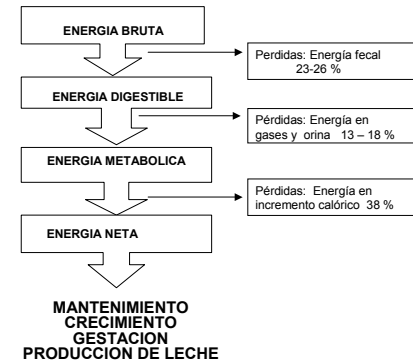 ENERGIA BRUTA
Perdidas: Energía fecal
23-26 %
ENERGIA DIGESTIBLE
Pérdidas: Energía en
gases y orina 13 – 18 %
ENERGIA METABOLICA
Pérdidas: Energía en
incremento calórico 38 %
ENERGIA NETA
MANTENIMIENTO
CRECIMIENTO
GESTACION
PRODUCCION DE LECHE